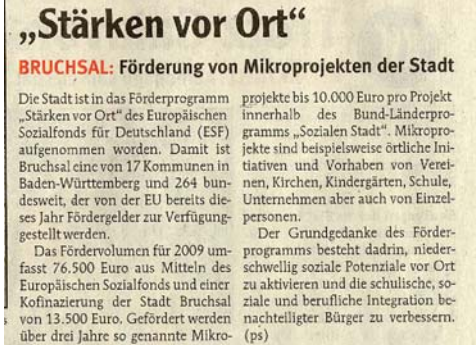 „Stärken vor Ort“
BRUCHSAL: Förderung von Mikroprojekten der Stadt
Die Stadt ist in das Förderprogramm
„Stärken vor Ort“ des Europäischen
Sozialfonds für Deutschland (ESF)
aufgenommen worden. Damit ist
Bruchsal eine von 17 Kommunen in
Baden-Württemberg und 264 bun-
desweit, der von der EU bereits die-
ses Jahr Fördergelder zur Verfügung-
gestellt werden.
Das Fördervolumen für 2009 um-
fasst 76.500 Euro aus Mitteln des
Europäischen Sozialfonds und einer
Kofinazierung der Stadt Bruchsal
von 13.500 Euro. Gefördert werden
über drei Jahre so genannte Mikro-
projekte bis 10.000 Euro pro Projekt
innerhalb des Bund-Länderpro-
gramms „Sozialen Stadt“. Mikropro-
jekte sind beispielsweise örtliche Ini-
tiativen und Vorhaben von Verei-
nen, Kirchen, Kindergärten, Schule,
Unternehmen aber auch von Einzel-
personen.
Der Grundgedanke des Förder-
programms besteht dadrin, nieder-
schwellig soziale Potenziale vor Ort
zu aktivieren und die schulische, so-
ziale und berufliche Integration be-
nachteiligter Bürger zu verbessern.
(ps)